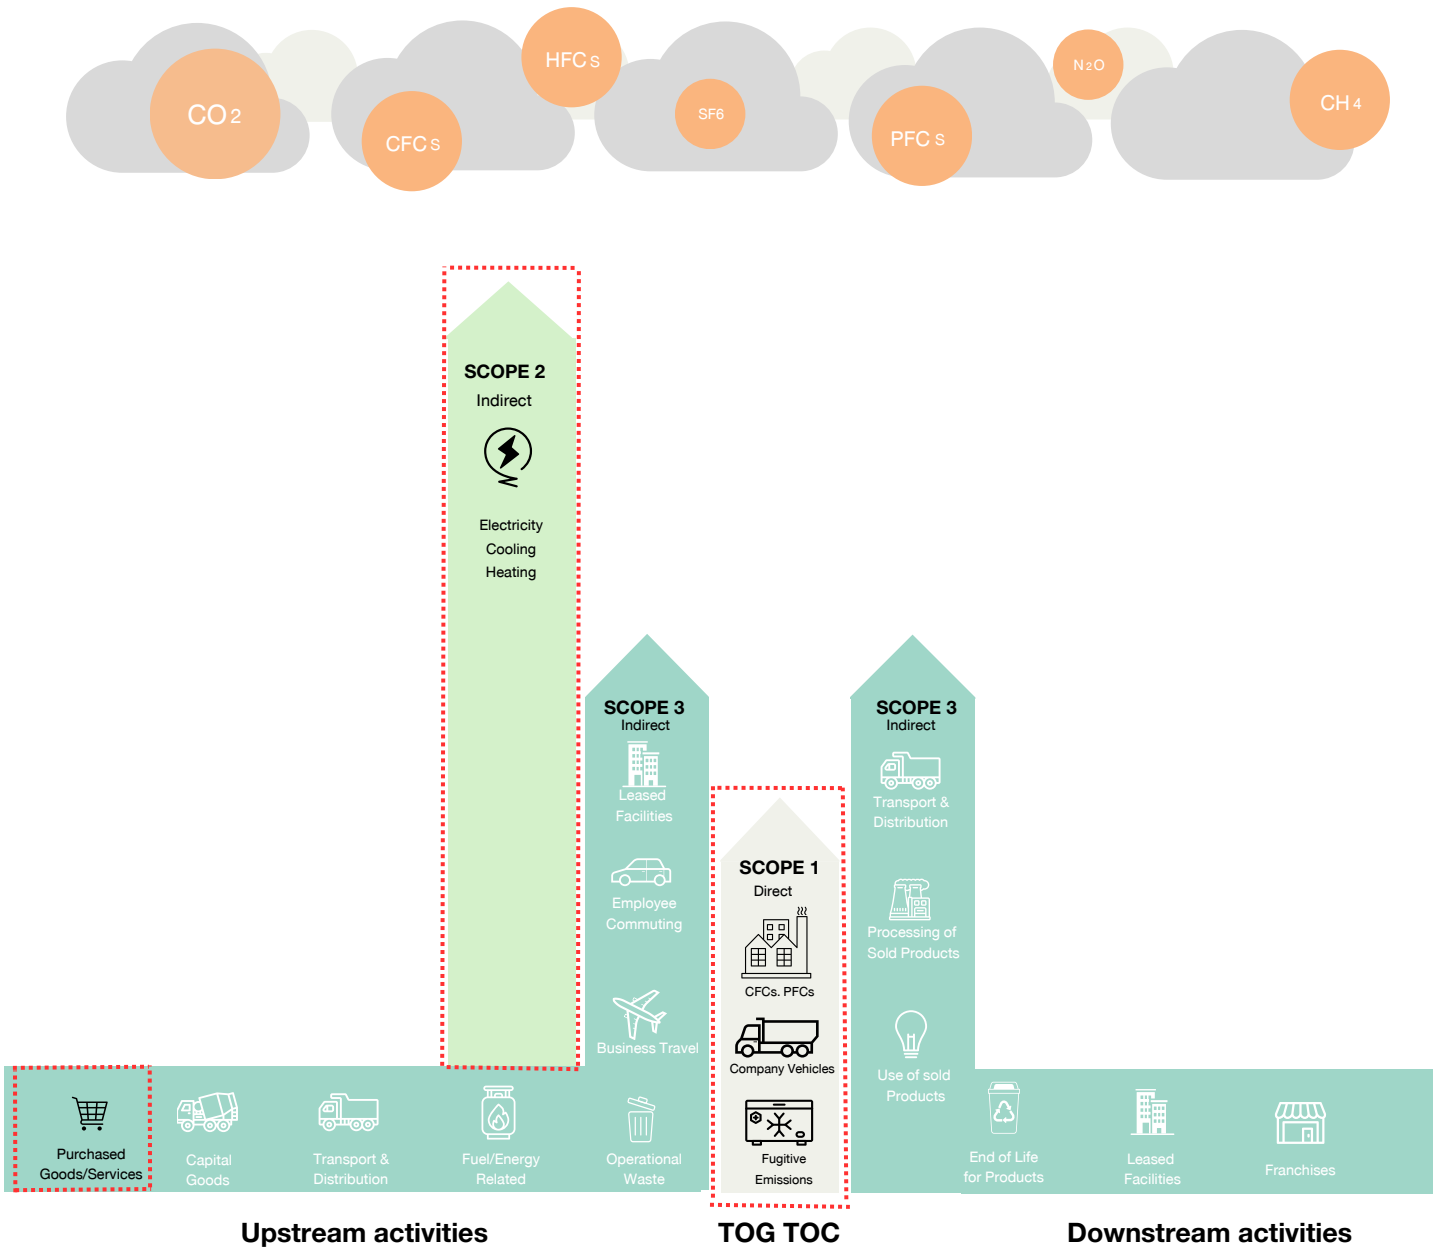 CO2
CFCs
HFCs
SF6
PFCs
N2O
CH4
SCOPE 2
Indirect
Electricity
Cooling
Heating
SCOPE 3
Indirect
Leased
Facilities
Employee
Commuting
Business Travel
SCOPE 1
Direct
CFCs. PFCs
Company Vehicles
Fugitive
Emissions
SCOPE 3
Indirect
Transport &
Distribution
Processing of
Sold Products
Use of sold
Products
Purchased
Goods/Services
Capital
Goods
Transport &
Distribution
Fuel/Energy
Related
Operational
Waste
End of Life
for Products
Leased
Facilities
Franchises
Upstream activities
TOG TOC
Downstream activities